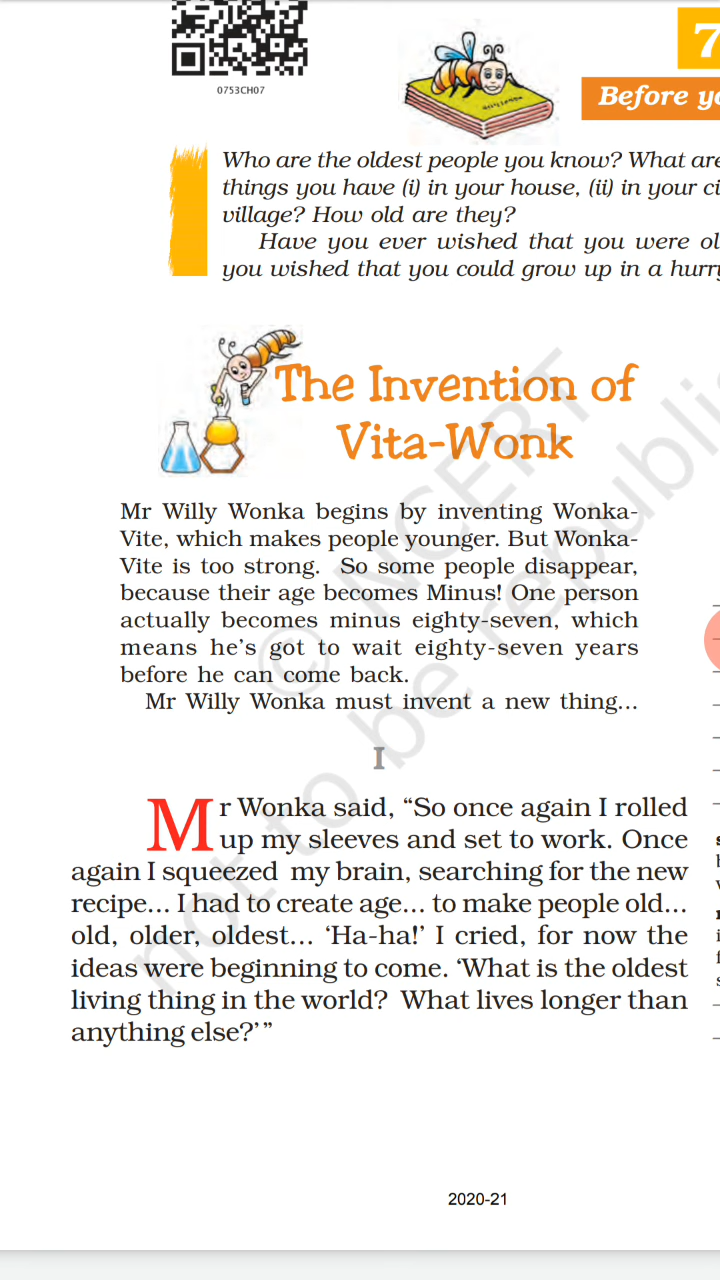 0753CH07
7
Before
Who are the oldest people you know? What are
things you have (i) in your house, (ii) in your
village? How old are they?
Have you ever wished that you were
you wished that you could grow up in a hurry
The Invention of
Vita-Wonk
Mr Willy Wonka begins by inventing Wonka-
Vite, which makes people younger. But Wonka-
Vite is too strong. So some people disappear,
because their age becomes Minus! One person
actually becomes minus eighty-seven, which
means he's got to wait eighty-seven years
before he can come back.
Mr Willy Wonka must invent a new thing...
I
Mr Wonka said, “So once again I rolled
up my sleeves and set to work. Once
again I squeezed my brain, searching for the new
recipe... I had to create age... to make people old...
old, older, oldest... ‘Ha-ha!’ I cried, for now the
ideas were beginning to come. ‘What is the oldest
living thing in the world? What lives longer than
anything else?’”
© NCERT
not to be republished
2020-21